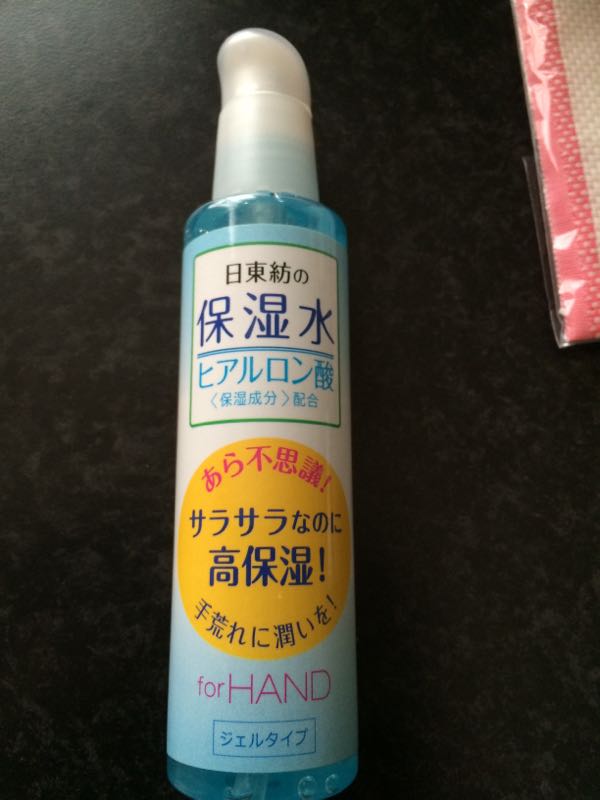 日東紡の
保湿水
ヒアルロン酸
〈保湿成分〉配合
あら不思議!
サラサラなのに
高保湿!
手荒れに潤いを!
for HAND
ジェルタイプ